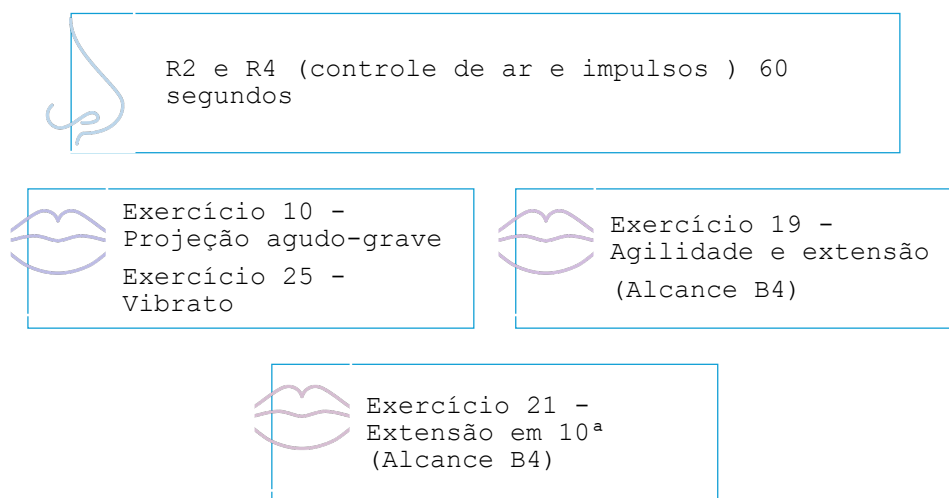 R2 e R4 (controle de ar e impulsos ) 60
segundos
Exercício 10 -
Projeção agudo-grave
Exercício 25 -
Vibrato
Exercício 19 -
Agilidade e extensão
(Alcance B4)
Exercício 21 -
Extensão em 10ª
(Alcance B4)